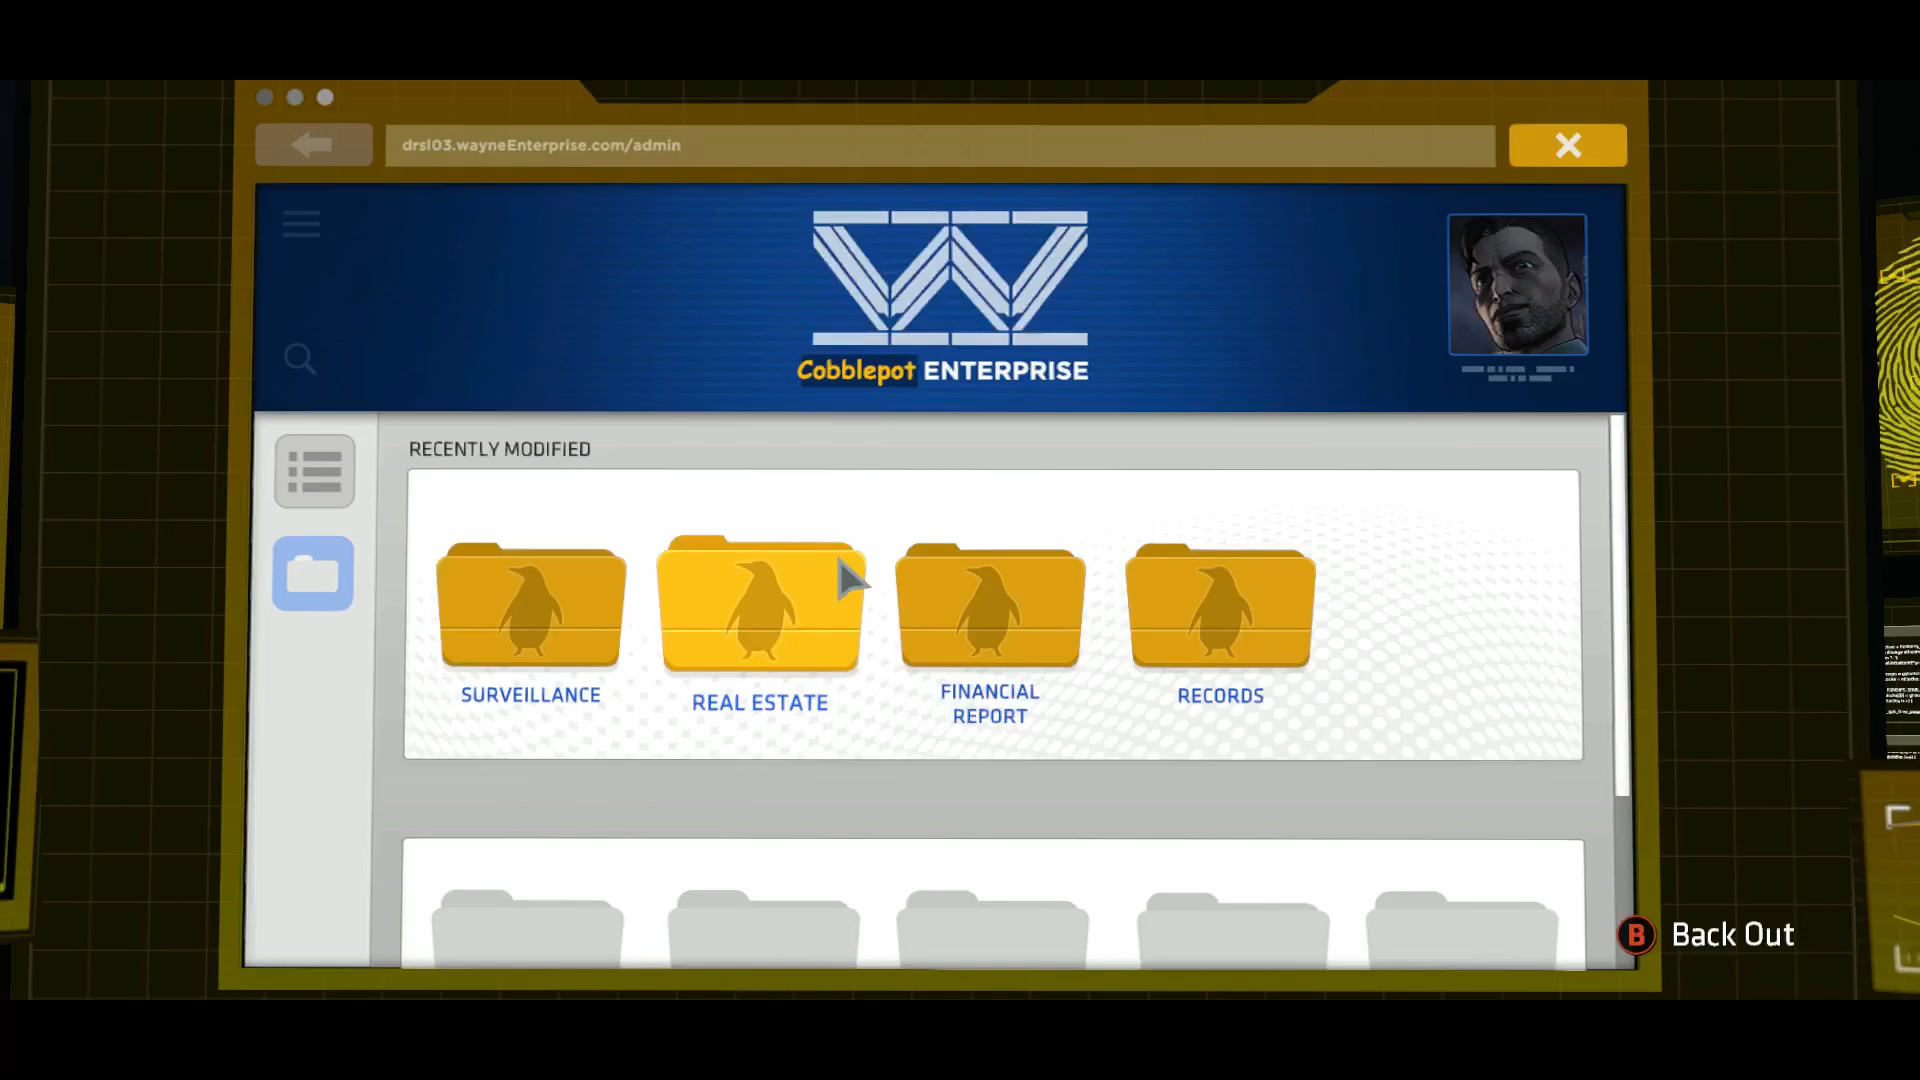 drsl03.wayneEnterprise.com/admin
Cobblepot ENTERPRISE
RECENTLY MODIFIED
SURVEILLANCE
REAL ESTATE
FINANCIAL
REPORT
RECORDS
B Back Out